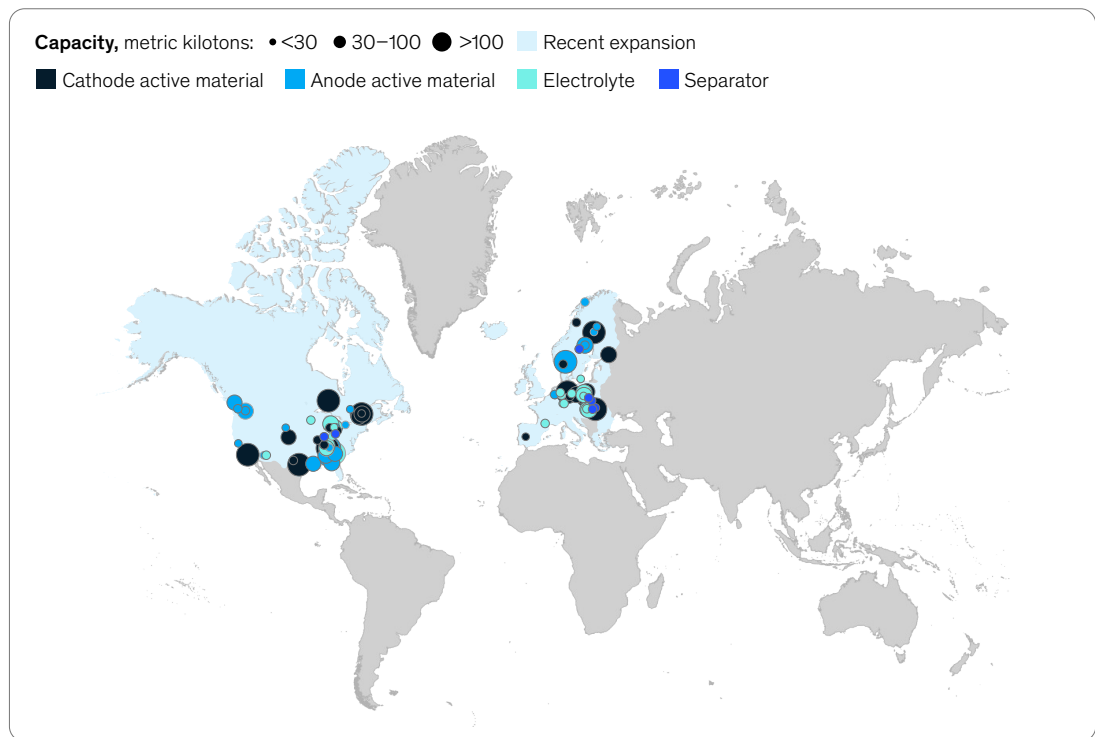 Capacity, metric kilotons: <30 30–100 >100 Recent expansion
Cathode active material Anode active material Electrolyte Separator